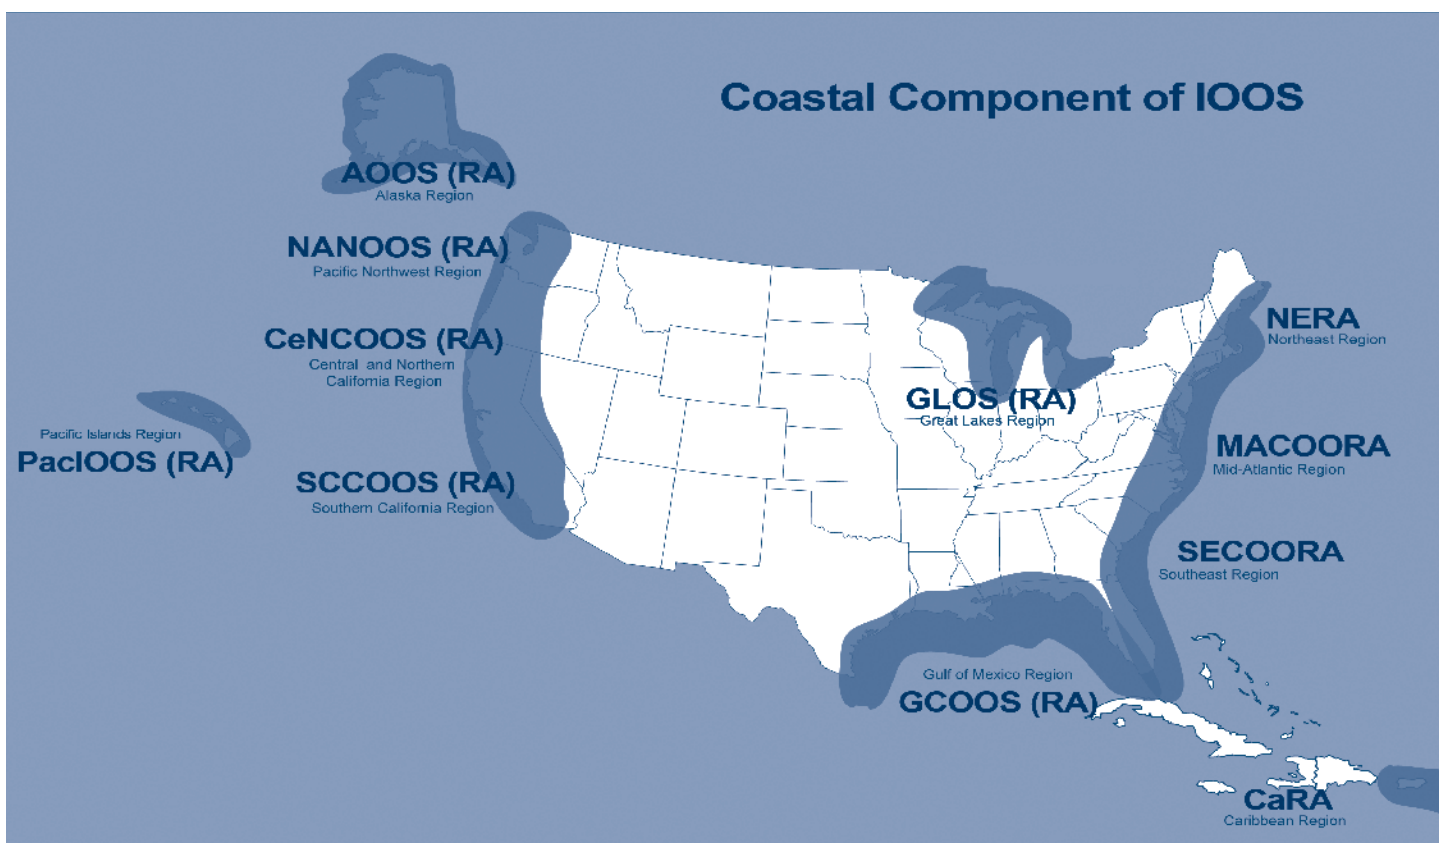 Coastal Component of IOOS
AOOS (RA)
Alaska Region
NANOOS (RA)
Pacific Northwest Region
CeNCOOS (RA)
Central and Northern
California Region
Pacific Islands Region
PacIOOS (RA)
SCCOOS (RA)
Southern California Region
GLOS (RA)
Great Lakes Region
NERA
Northeast Region
MACOORA
Mid-Atlantic Region
SECOORA
Southeast Region
Gulf of Mexico Region
GCOOS (RA)
CaRA
Caribbean Region